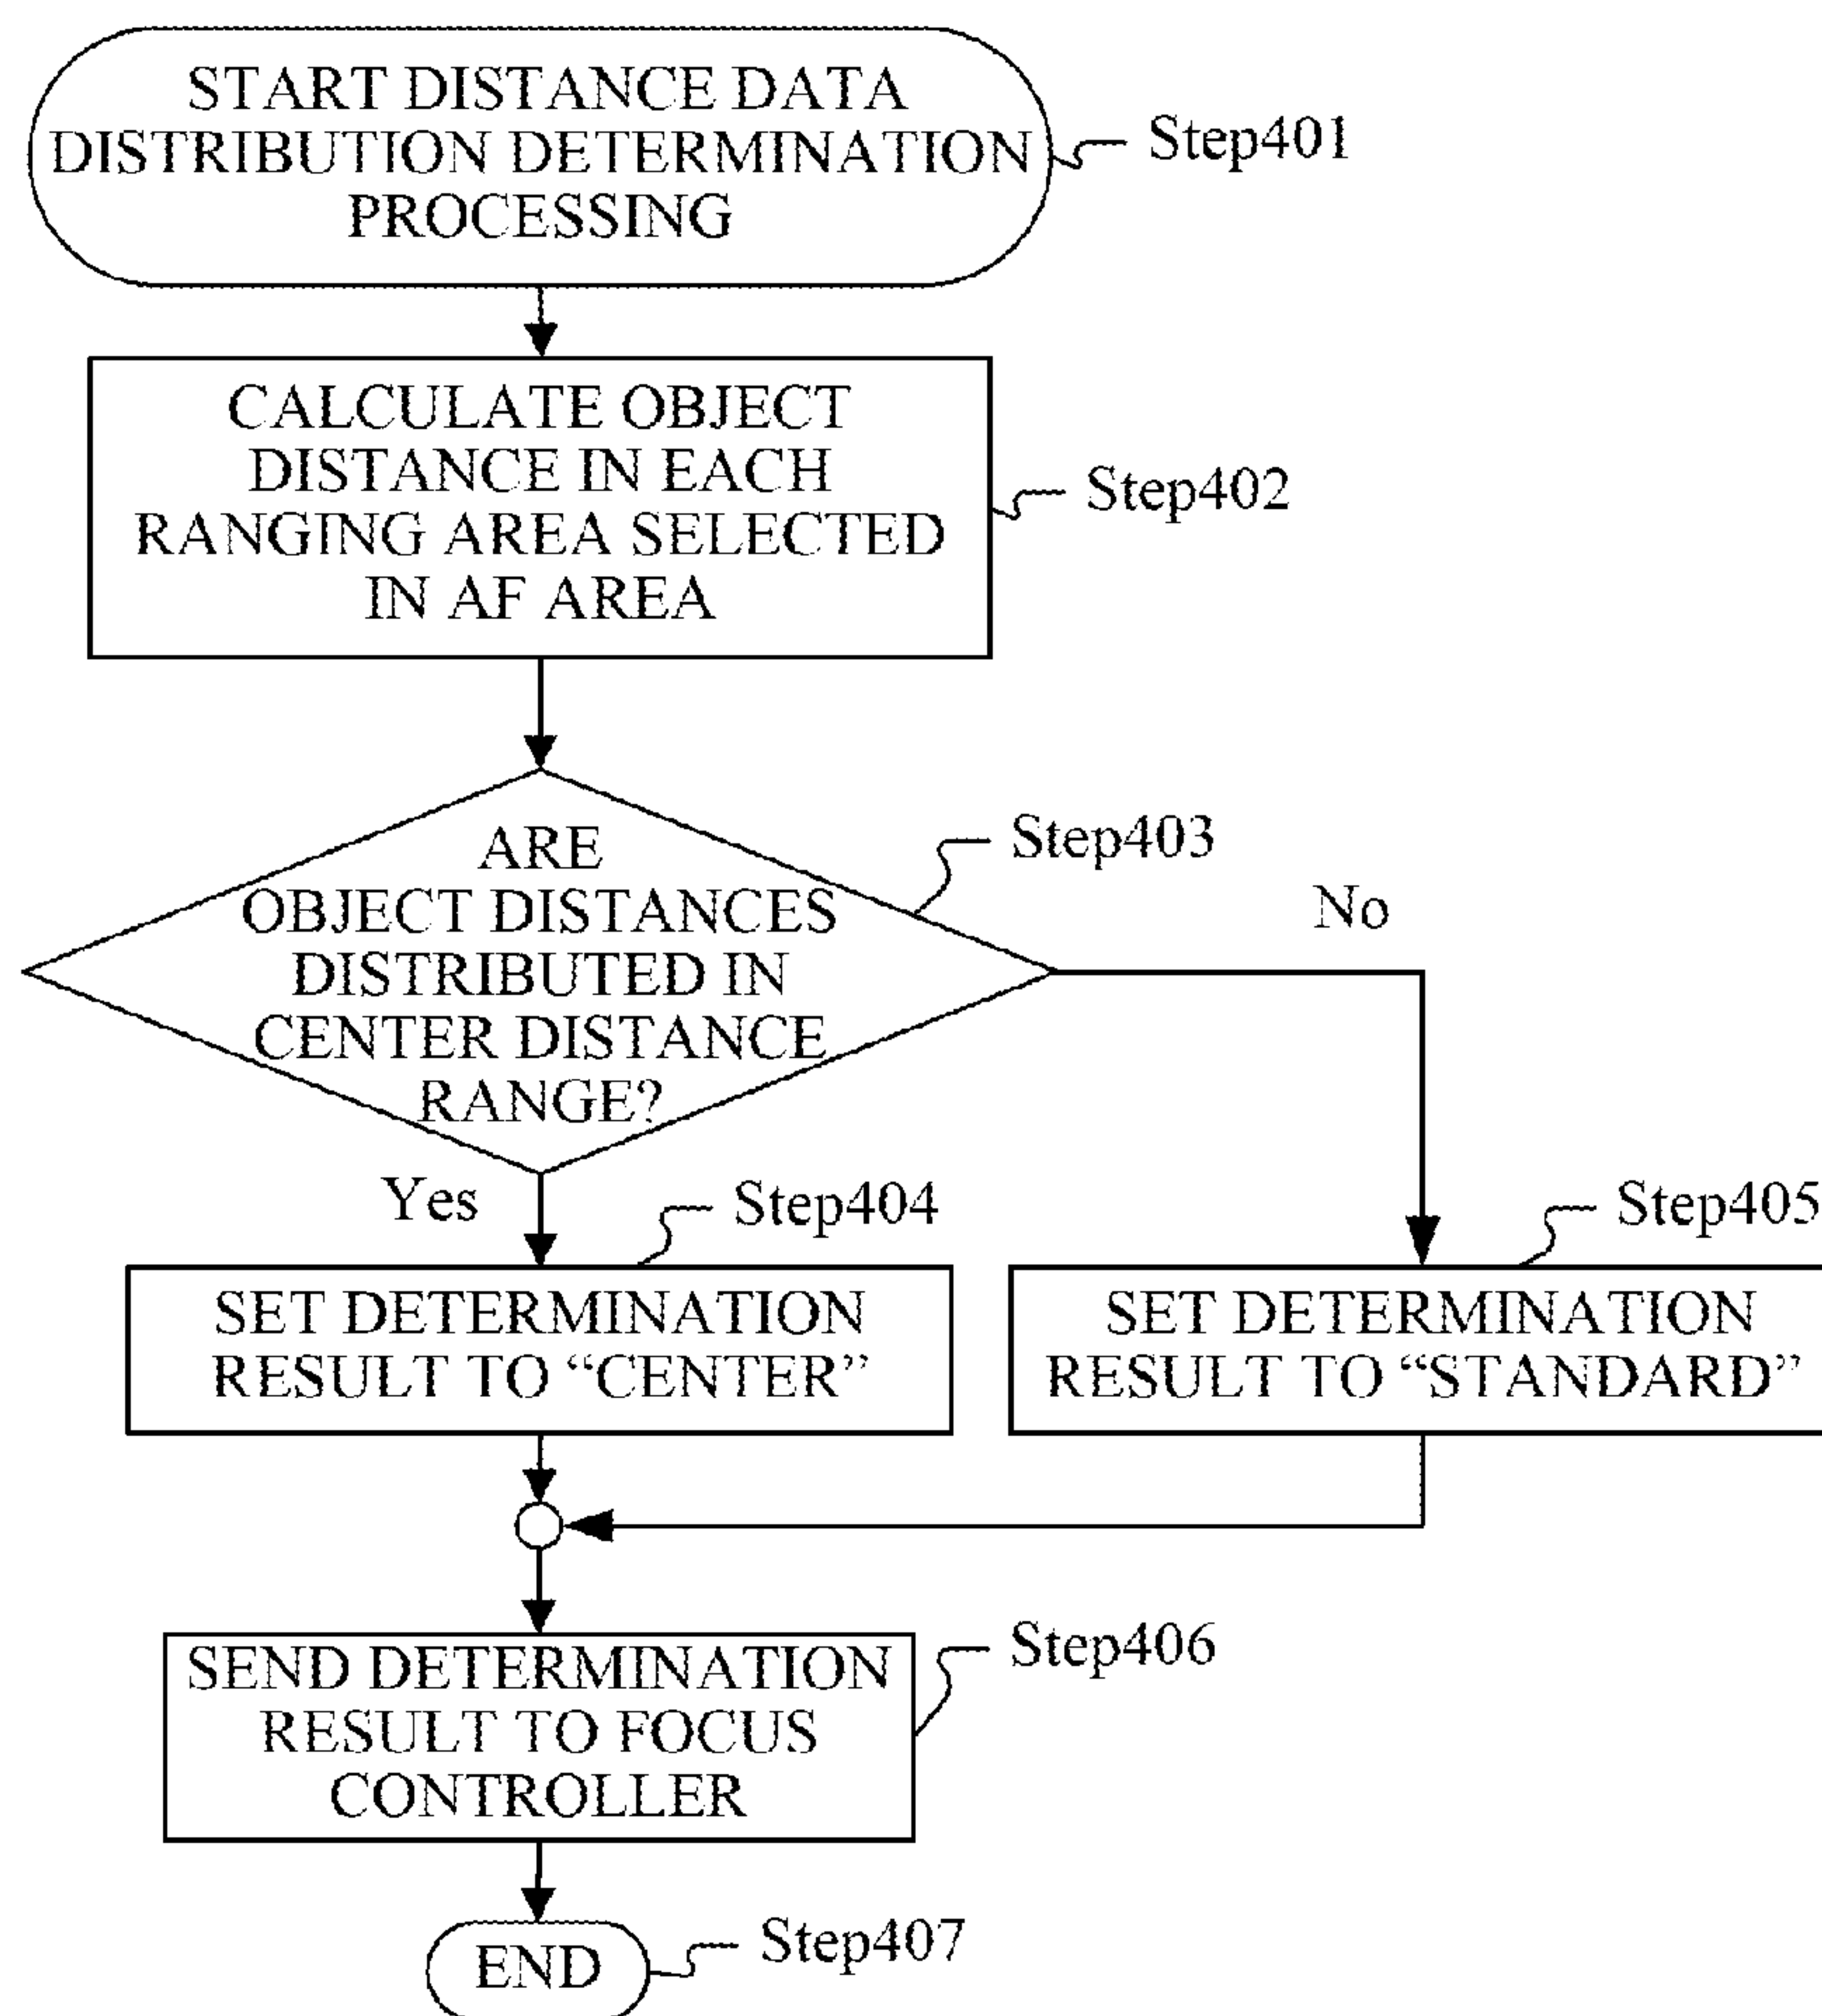 START DISTANCE DATA
DISTRIBUTION DETERMINATION
PROCESSING
Step401
CALCULATE OBJECT
DISTANCE IN EACH
RANGING AREA SELECTED
IN AF AREA
Step402
ARE
OBJECT DISTANCES
DISTRIBUTED IN
CENTER DISTANCE
RANGE?
Step403
No
Yes
Step404
Step405
SET DETERMINATION
RESULT TO “CENTER”
SET DETERMINATION
RESULT TO “STANDARD”
SEND DETERMINATION
RESULT TO FOCUS
CONTROLLER
Step406
END
Step407